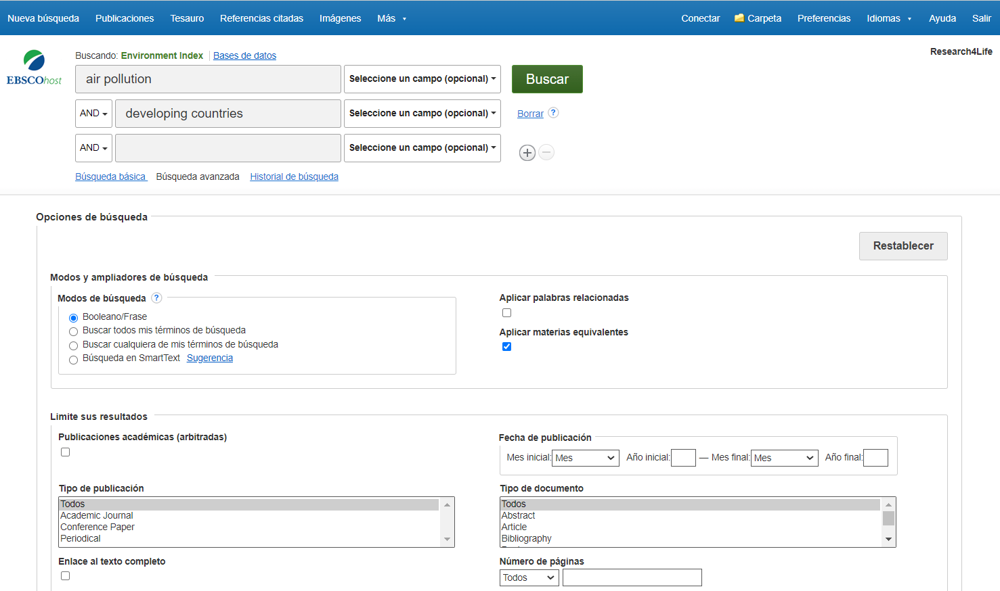 Nueva búsqueda Publicaciones Tesauro Referencias citadas Imágenes Más Conectar Carpeta Preferencias Idiomas Ayuda Salir
Research4Life
Buscando: Environment Index Bases de datos
EBSCOhost
air pollution Seleccione un campo (opcional) Buscar
AND developing countries Seleccione un campo (opcional) Borrar ?
AND Seleccione un campo (opcional)
Búsqueda básica Búsqueda avanzada Historial de búsqueda
Opciones de búsqueda
Restablecer
Modos y ampliadores de búsqueda
Modos de búsqueda ?
Booleano/Frase
Buscar todos mis términos de búsqueda
Buscar cualquiera de mis términos de búsqueda
Búsqueda en SmartText Sugerencia
Aplicar palabras relacionadas
Aplicar materias equivalentes
Limite sus resultados
Publicaciones académicas (arbitradas)
Fecha de publicación
Mes inicial: Mes Año inicial: — Mes final: Mes Año final:
Tipo de publicación
Todos
Academic Journal
Conference Paper
Periodical
Tipo de documento
Todos
Abstract
Article
Bibliography
Enlace al texto completo
Número de páginas
Todos